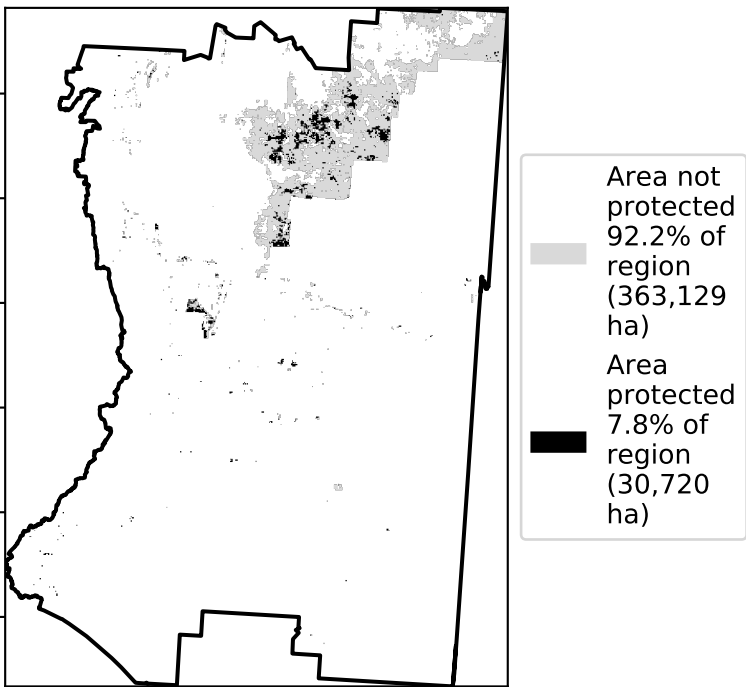 Area not
protected
92.2% of
region
(363,129
ha)
Area
protected
7.8% of
region
(30,720
ha)